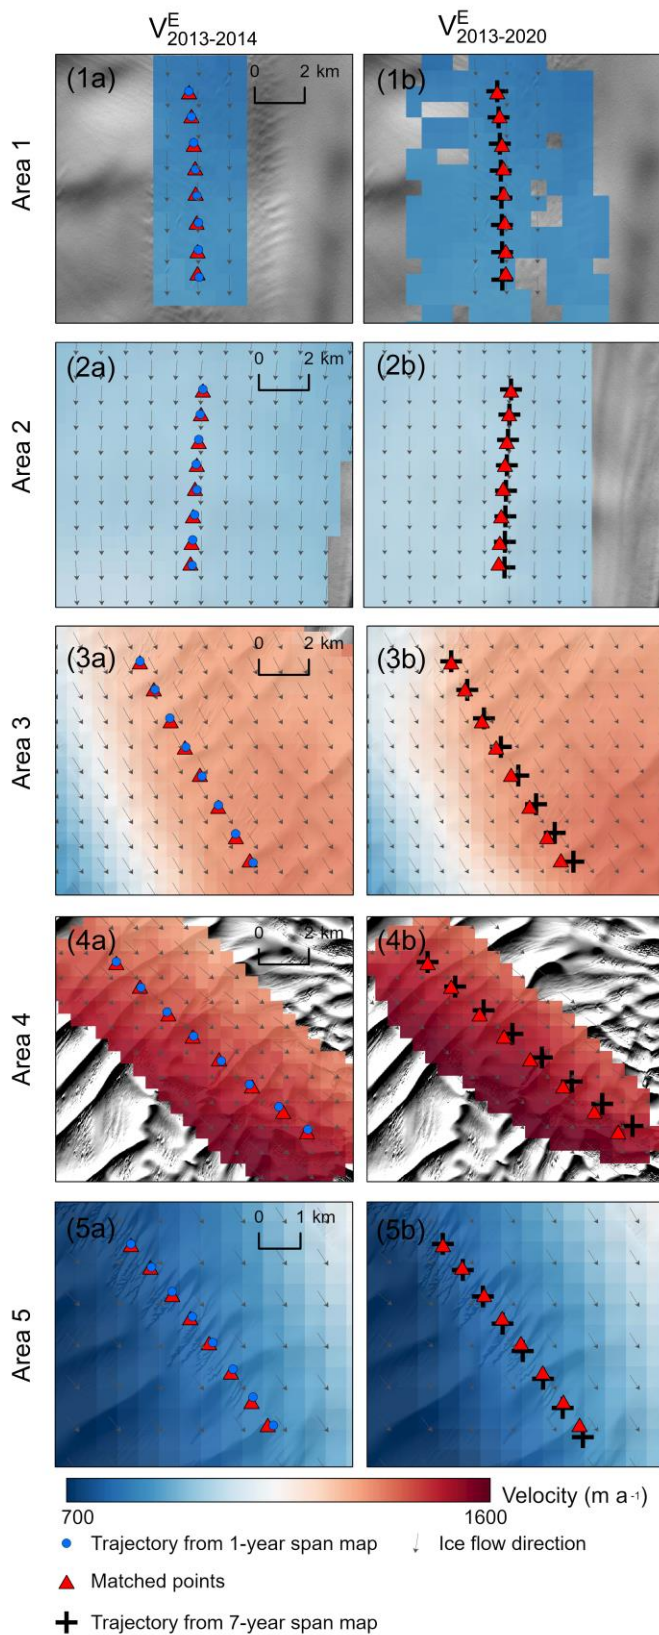 V^E_2013-2014 V^E_2013-2020
Area 1
(1a) 0 2 km (1b)
Area 2
(2a) 0 2 km (2b)
Area 3
(3a) 0 2 km (3b)
Area 4
(4a) 0 2 km (4b)
Area 5
(5a) 0 1 km (5b)
700 1600 Velocity (m a⁻¹)
Trajectory from 1-year span map Ice flow direction
Matched points
Trajectory from 7-year span map